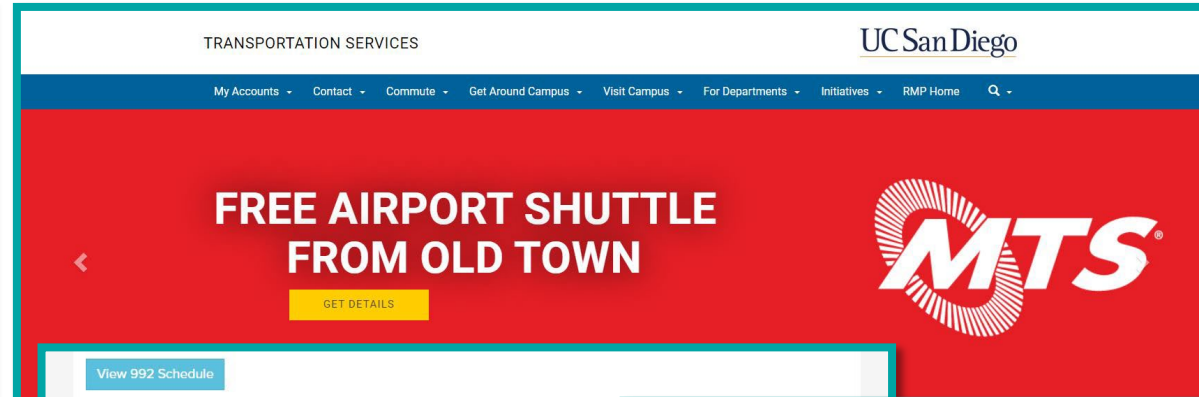 TRANSPORTATION SERVICES
UC San Diego
My Accounts Contact Commute Get Around Campus Visit Campus For Departments Initiatives RMP Home
FREE AIRPORT SHUTTLE
FROM OLD TOWN
GET DETAILS
MTS®
View 992 Schedule